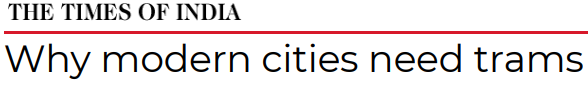 THE TIMES OF INDIA
Why modern cities need trams